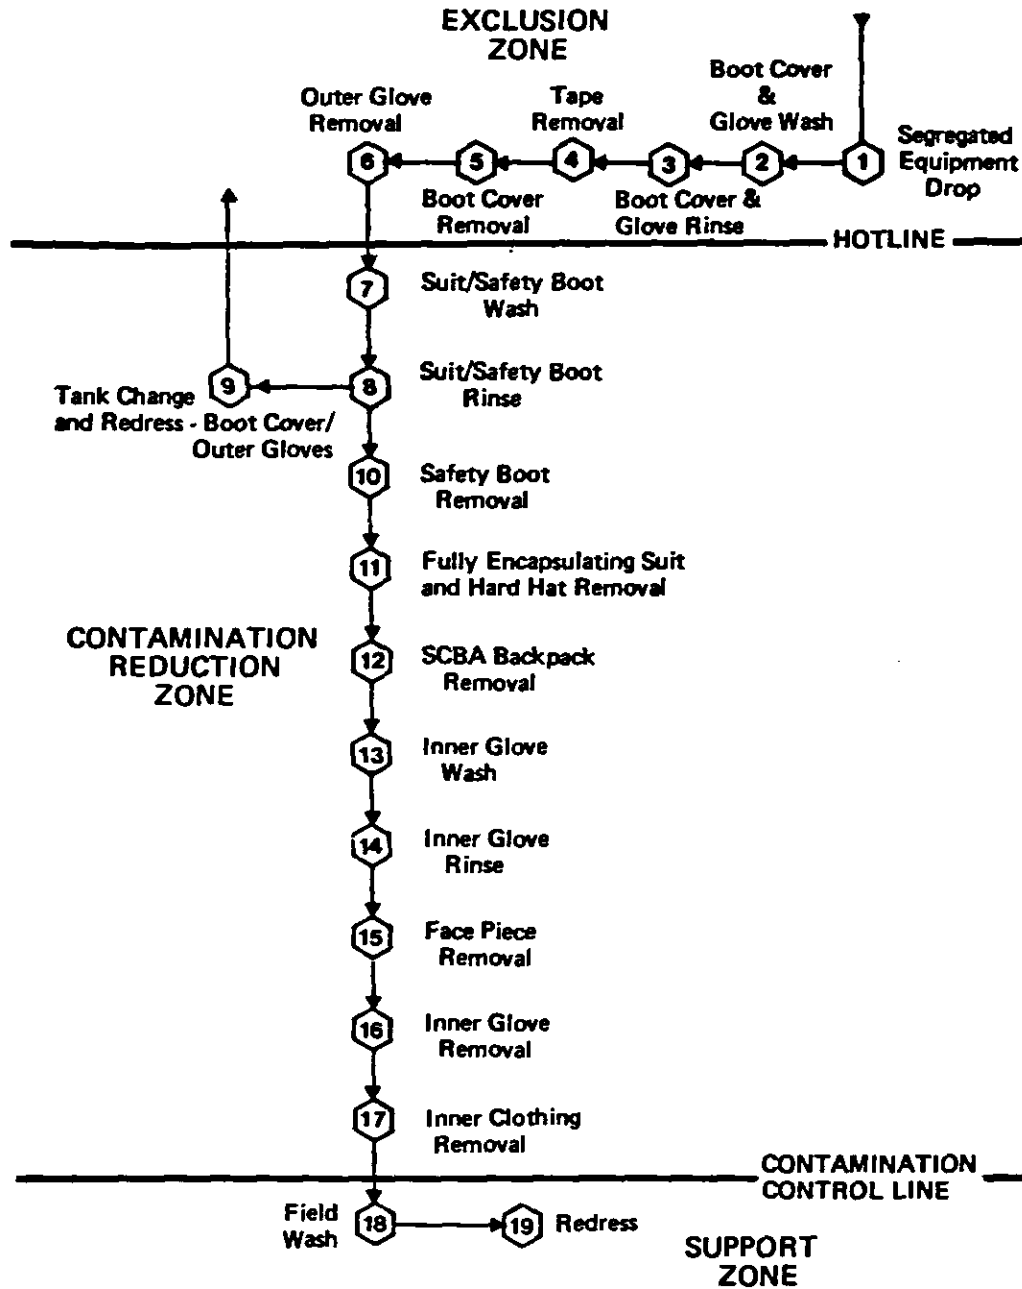 EXCLUSION
ZONE
Boot Cover
&
Glove Wash
Outer Glove
Removal
Tape
Removal
Segregated
Equipment
Drop
6
5
4
3
2
1
Boot Cover
Removal
Boot Cover &
Glove Rinse
HOTLINE
7
Suit/Safety Boot
Wash
9
8
Suit/Safety Boot
Rinse
Tank Change
and Redress - Boot Cover/
Outer Gloves
10
Safety Boot
Removal
11
Fully Encapsulating Suit
and Hard Hat Removal
CONTAMINATION
REDUCTION
ZONE
12
SCBA Backpack
Removal
13
Inner Glove
Wash
14
Inner Glove
Rinse
15
Face Piece
Removal
16
Inner Glove
Removal
17
Inner Clothing
Removal
CONTAMINATION
CONTROL LINE
Field
Wash
18
19
Redress
SUPPORT
ZONE